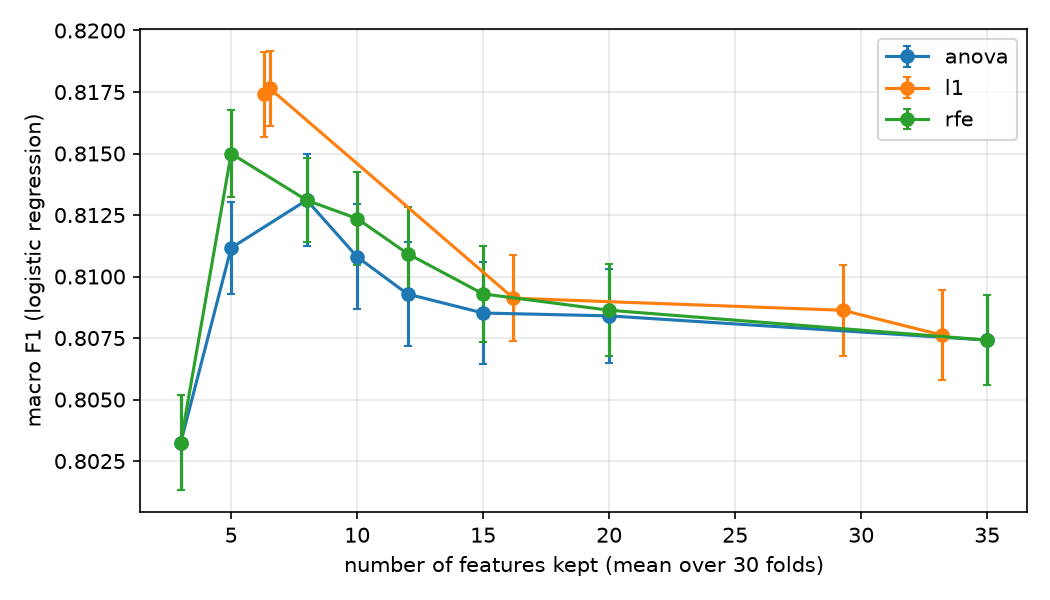 0.8200
0.8175
0.8150
0.8125
0.8100
0.8075
0.8050
0.8025
macro F1 (logistic regression)
anova
l1
rfe
5 10 15 20 25 30 35
number of features kept (mean over 30 folds)